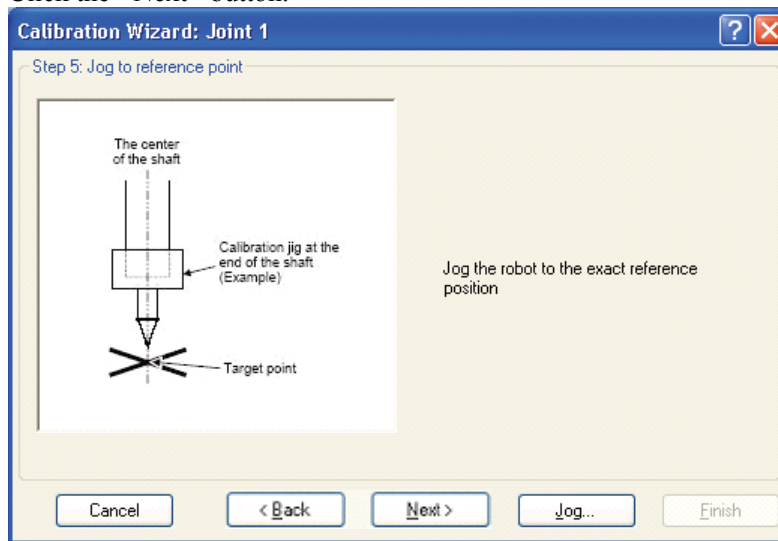 Click the "Next" button.
Calibration Wizard: Joint 1
Step 5: Jog to reference point
The center
of the shaft
Calibration jig at the
end of the shaft
(Example)
Target point
Jog the robot to the exact reference
position
Cancel
< Back
Next >
Jog...
Finish